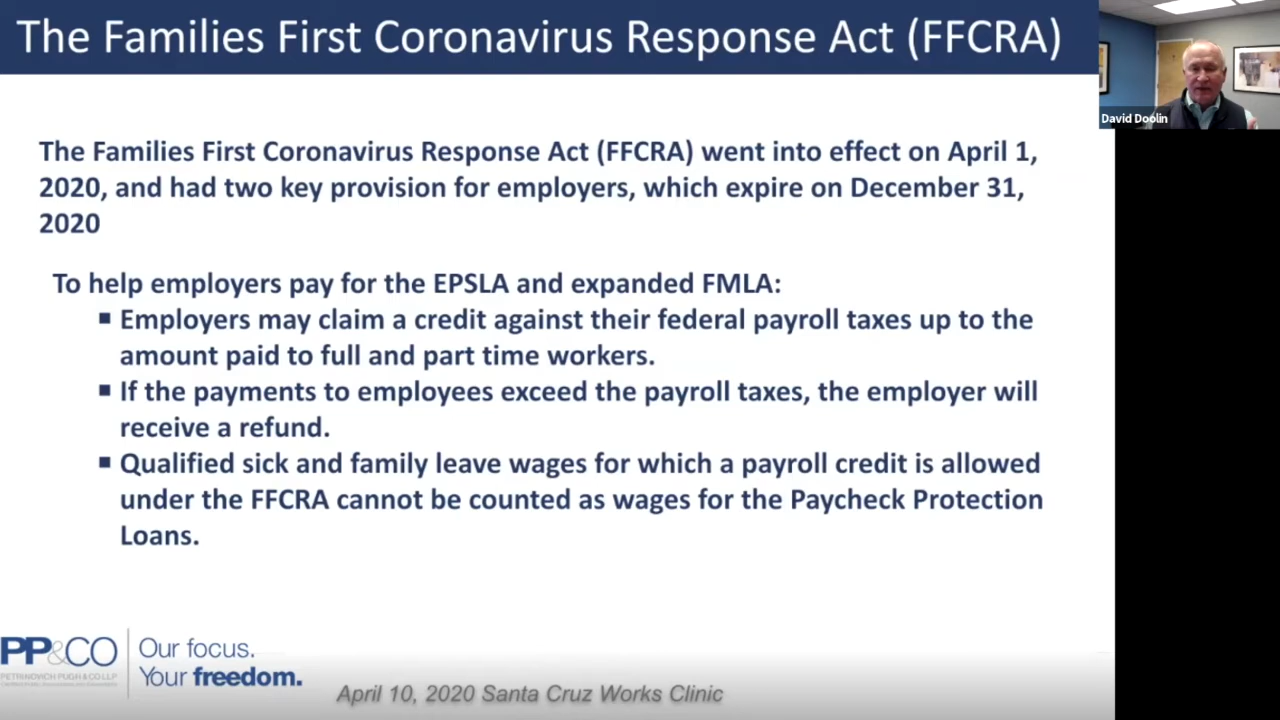 The Families First Coronavirus Response Act (FFCRA)
David Doolin
The Families First Coronavirus Response Act (FFCRA) went into effect on April 1,
2020, and had two key provision for employers, which expire on December 31,
2020
To help employers pay for the EPSLA and expanded FMLA:
▪ Employers may claim a credit against their federal payroll taxes up to the
amount paid to full and part time workers.
▪ If the payments to employees exceed the payroll taxes, the employer will
receive a refund.
▪ Qualified sick and family leave wages for which a payroll credit is allowed
under the FFCRA cannot be counted as wages for the Paycheck Protection
Loans.
PP&CO
PETRINOVICH PUGH & CO LLP
Our focus.
Your freedom.
April 10, 2020 Santa Cruz Works Clinic